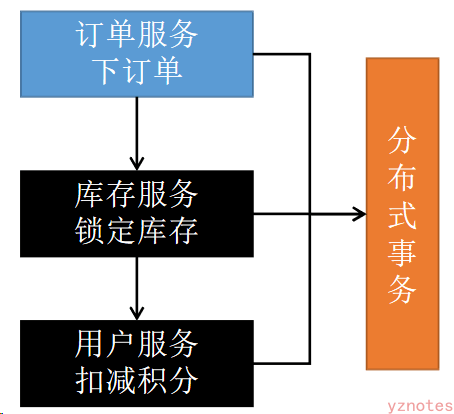 订单服务
下订单
库存服务
锁定库存
用户服务
扣减积分
分
布
式
事
务
yznotes